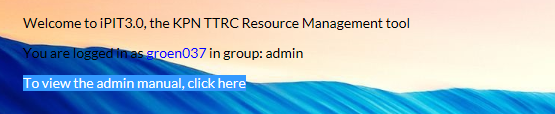 Welcome to iPIT3.0, the KPN TTRC Resource Management tool
You are logged in as groen037 in group: admin
To view the admin manual, click here